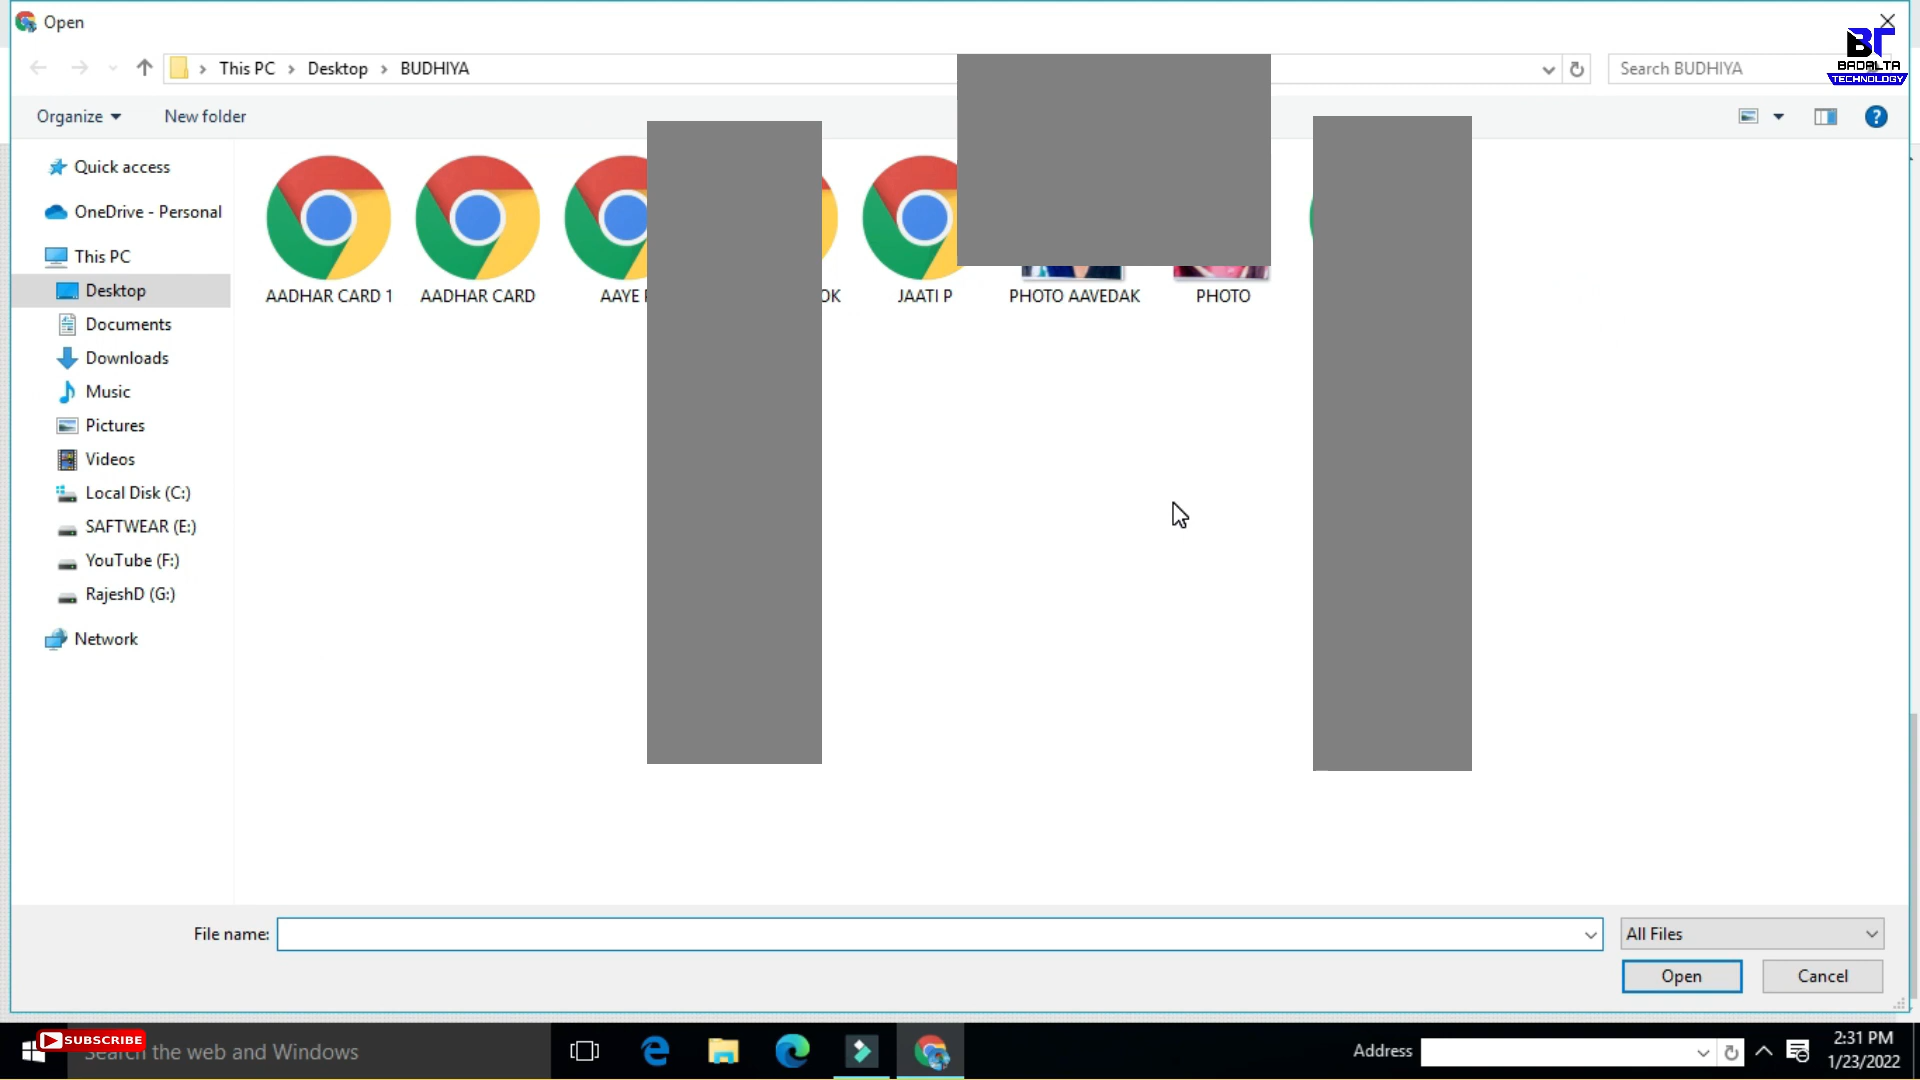 Open
This PC
Desktop
BUDHIYA
Search BUDHIYA
BT
BADALTA
TECHNOLOGY
Organize
New folder
Quick access
OneDrive - Personal
This PC
Desktop
Documents
Downloads
Music
Pictures
Videos
Local Disk (C:)
SAFTWEAR (E:)
YouTube (F:)
RajeshD (G:)
Network
AADHAR CARD 1
AADHAR CARD
AAYE
OK
JAATI P
PHOTO AAVEDAK
PHOTO
File name:
All Files
Open
Cancel
SUBSCRIBE
Search the web and Windows
Address
2:31 PM
1/23/2022